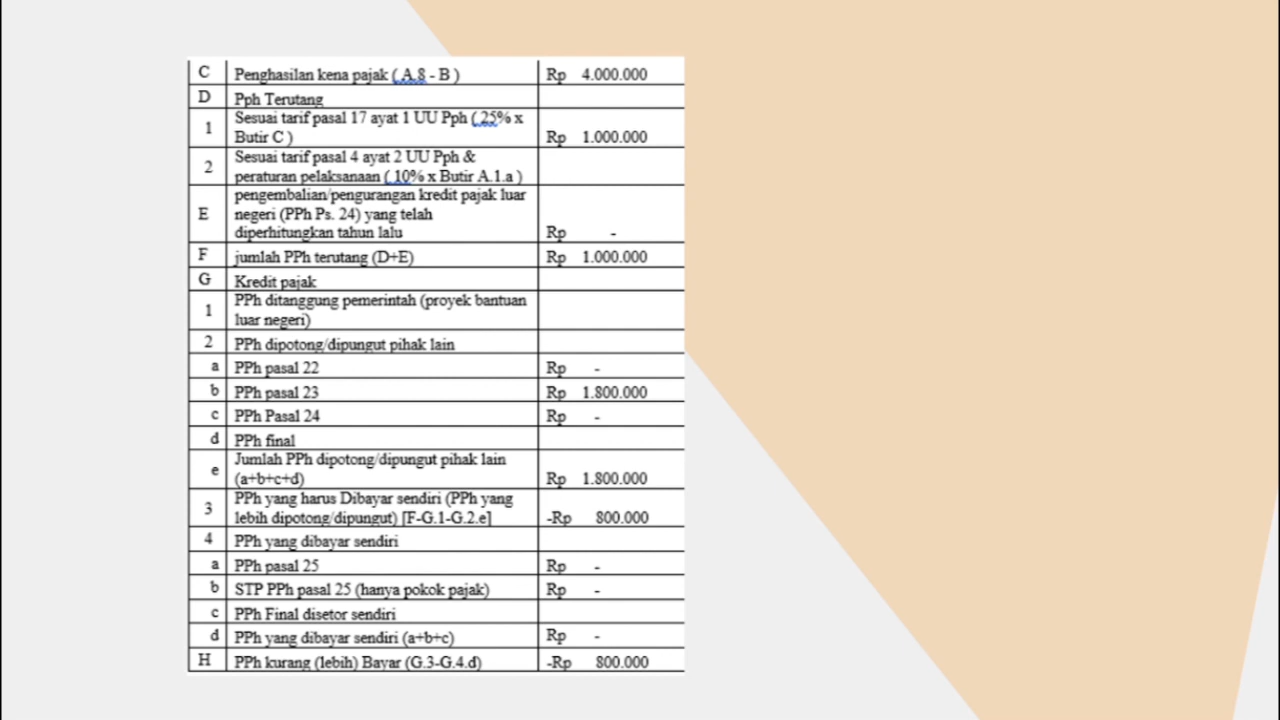 C Penghasilan kena pajak ( A.8 - B ) Rp 4.000.000
D Pph Terutang
Sesuai tarif pasal 17 ayat 1 UU Pph ( 25% x
1 Butir C ) Rp 1.000.000
Sesuai tarif pasal 4 ayat 2 UU Pph &
2 peraturan pelaksanaan ( 10% x Butir A.1.a )
pengembalian/pengurangan kredit pajak luar
E negeri (PPh Ps. 24) yang telah
diperhitungkan tahun lalu Rp -
F jumlah PPh terutang (D+E) Rp 1.000.000
G Kredit pajak
PPh ditanggung pemerintah (proyek bantuan
1 luar negeri)
2 PPh dipotong/dipungut pihak lain
a PPh pasal 22 Rp -
b PPh pasal 23 Rp 1.800.000
c PPh Pasal 24 Rp -
d PPh final
Jumlah PPh dipotong/dipungut pihak lain
e (a+b+c+d) Rp 1.800.000
PPh yang harus Dibayar sendiri (PPh yang
3 lebih dipotong/dipungut) [F-G.1-G.2.e] -Rp 800.000
4 PPh yang dibayar sendiri
a PPh pasal 25 Rp -
b STP PPh pasal 25 (hanya pokok pajak) Rp -
c PPh Final disetor sendiri
d PPh yang dibayar sendiri (a+b+c) Rp -
H PPh kurang (lebih) Bayar (G.3-G.4.d) -Rp 800.000